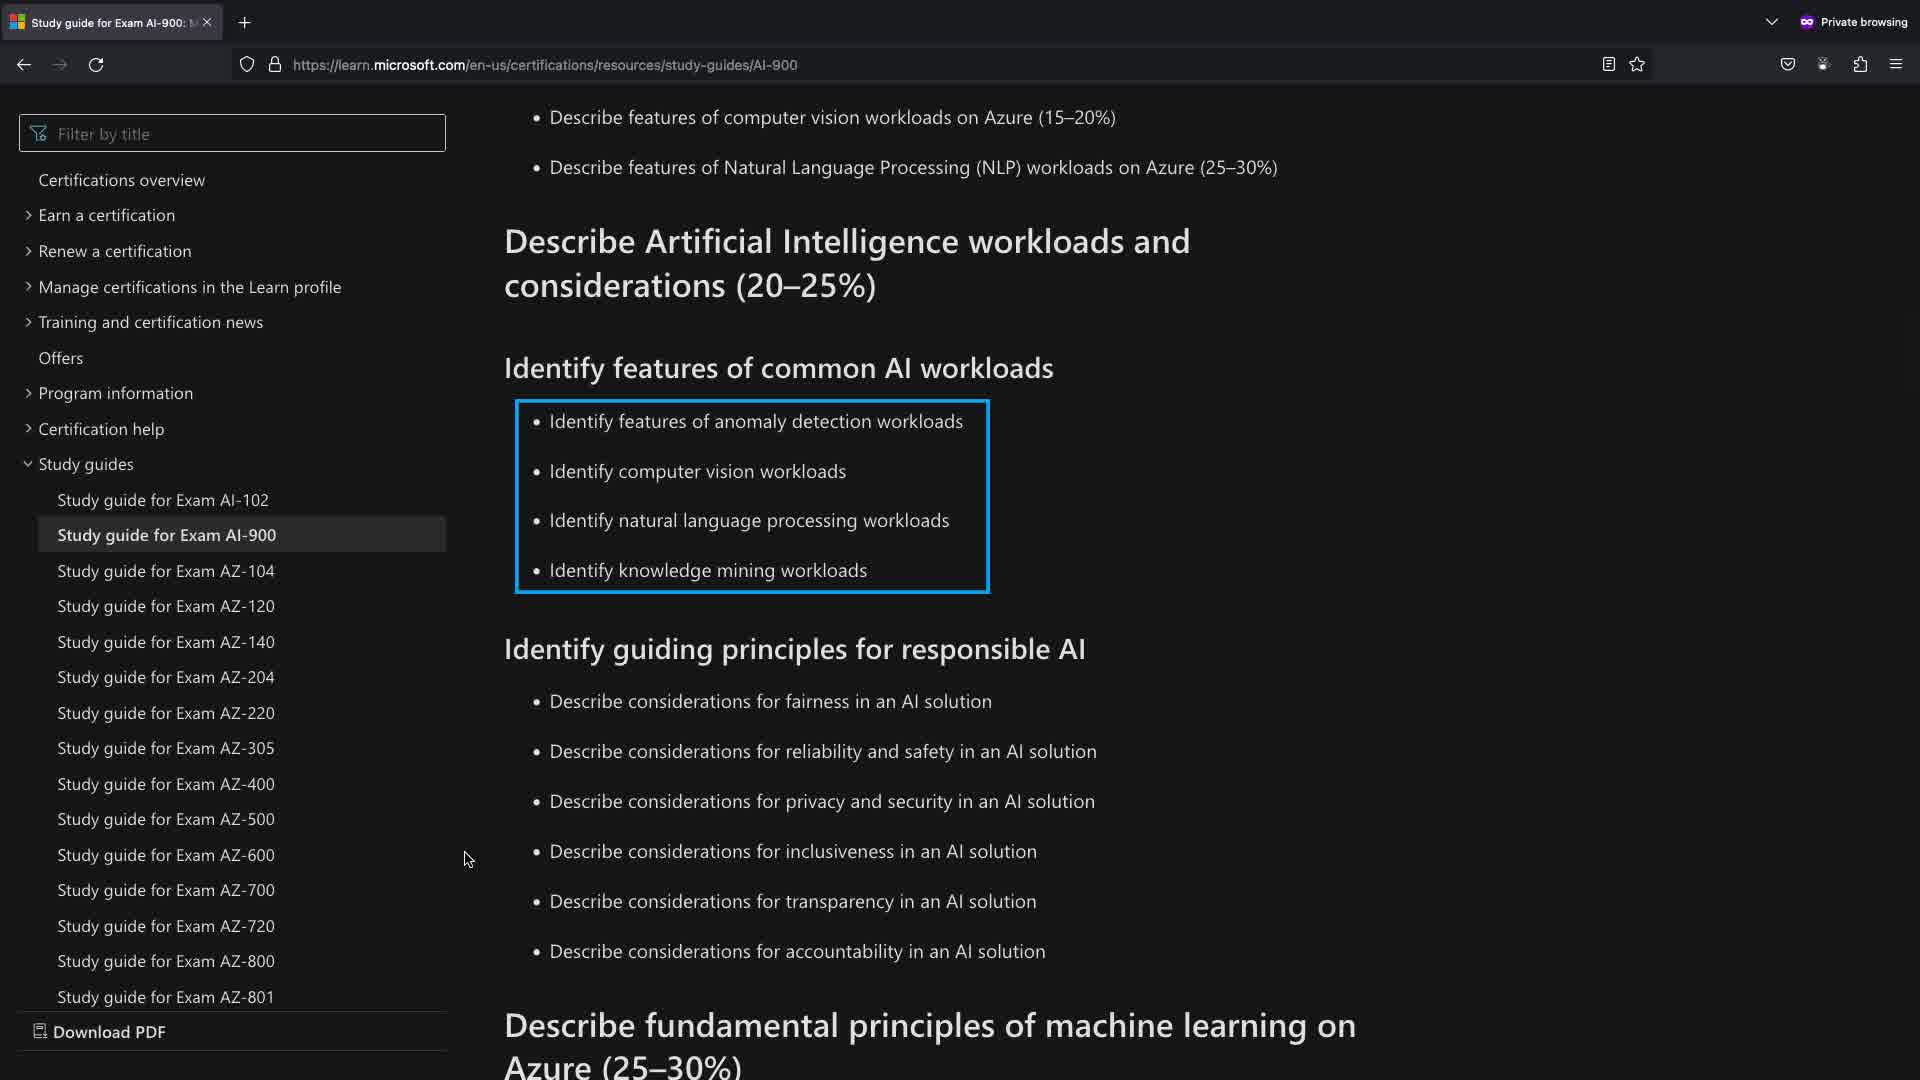 Study guide for Exam AI-900:
Private browsing
https://learn.microsoft.com/en-us/certifications/resources/study-guides/AI-900
Filter by title
Certifications overview
Earn a certification
Renew a certification
Manage certifications in the Learn profile
Training and certification news
Offers
Program information
Certification help
Study guides
Study guide for Exam AI-102
Study guide for Exam AI-900
Study guide for Exam AZ-104
Study guide for Exam AZ-120
Study guide for Exam AZ-140
Study guide for Exam AZ-204
Study guide for Exam AZ-220
Study guide for Exam AZ-305
Study guide for Exam AZ-400
Study guide for Exam AZ-500
Study guide for Exam AZ-600
Study guide for Exam AZ-700
Study guide for Exam AZ-720
Study guide for Exam AZ-800
Study guide for Exam AZ-801
Download PDF
• Describe features of computer vision workloads on Azure (15–20%)
• Describe features of Natural Language Processing (NLP) workloads on Azure (25–30%)
Describe Artificial Intelligence workloads and
considerations (20–25%)
Identify features of common AI workloads
• Identify features of anomaly detection workloads
• Identify computer vision workloads
• Identify natural language processing workloads
• Identify knowledge mining workloads
Identify guiding principles for responsible AI
• Describe considerations for fairness in an AI solution
• Describe considerations for reliability and safety in an AI solution
• Describe considerations for privacy and security in an AI solution
• Describe considerations for inclusiveness in an AI solution
• Describe considerations for transparency in an AI solution
• Describe considerations for accountability in an AI solution
Describe fundamental principles of machine learning on
Azure (25–30%)